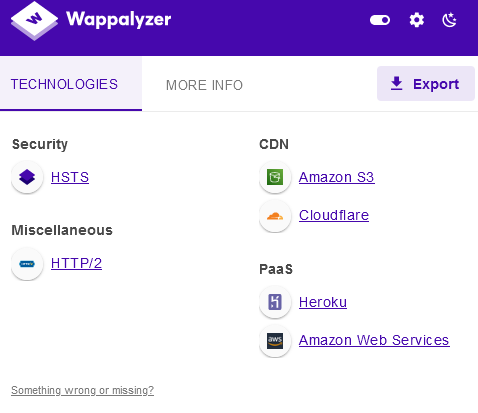 Wappalyzer
TECHNOLOGIES
MORE INFO
Export
Security
HSTS
Miscellaneous
HTTP/2
CDN
Amazon S3
Cloudflare
PaaS
Heroku
aws
Amazon Web Services
Something wrong or missing?